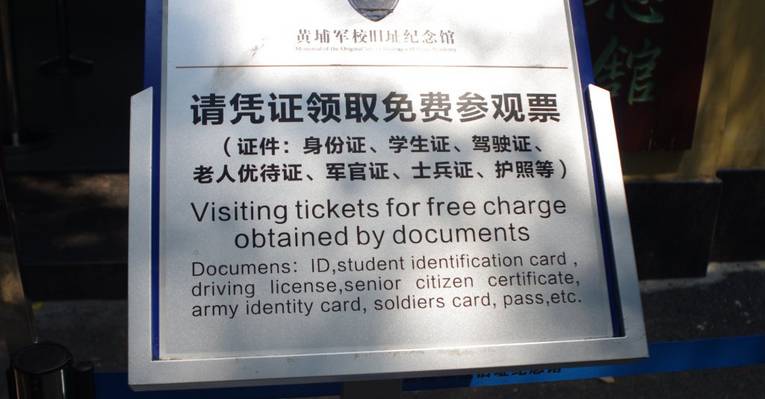 黄埔军校旧址纪念馆
请凭证领取免费参观票
（证件：身份证、学生证、驾驶证、
老人优待证、军官证、士兵证、护照等）
Visiting tickets for free charge
obtained by documents
Documens: ID,student identification card ,
driving license,senior citizen certificate,
army identity card, soldiers card, pass,etc.
馆